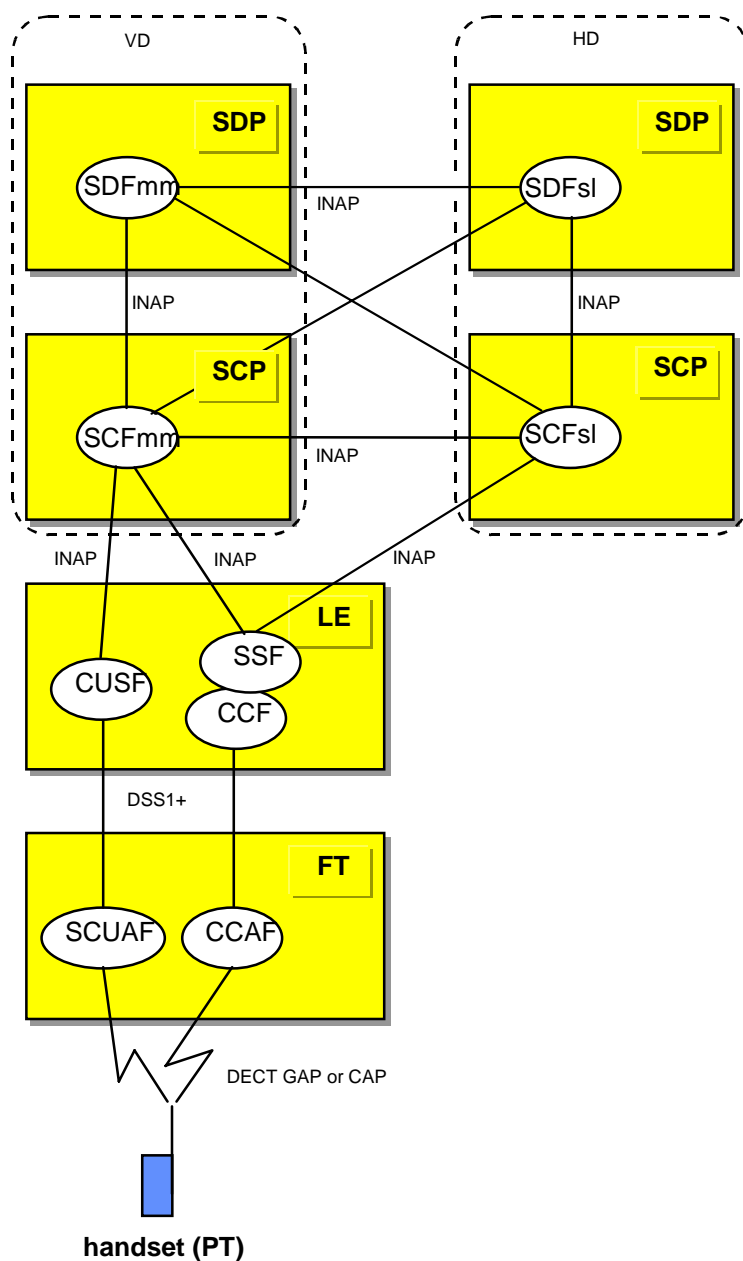 VD
HD
SDP
SDP
SDFmm
SDFsl
INAP
INAP
INAP
SCP
SCP
SCFmm
SCFsl
INAP
INAP
INAP
INAP
LE
SSF
CUSF
CCF
DSS1+
FT
SCUAF
CCAF
DECT GAP or CAP
handset (PT)